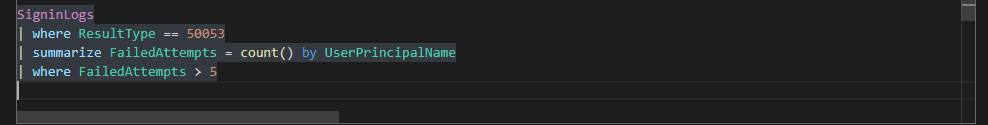 SigninLogs
| where ResultType == 50053
| summarize FailedAttempts = count() by UserPrincipalName
| where FailedAttempts > 5